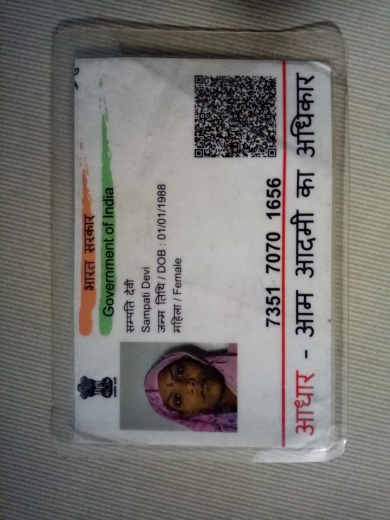 भारत सरकार
Government of India
सम्पति देवी
Sampati Devi
जन्म तिथि / DOB : 01/01/1988
महिला / Female
7351 7070 1656
आधार - आम आदमी का अधिकार